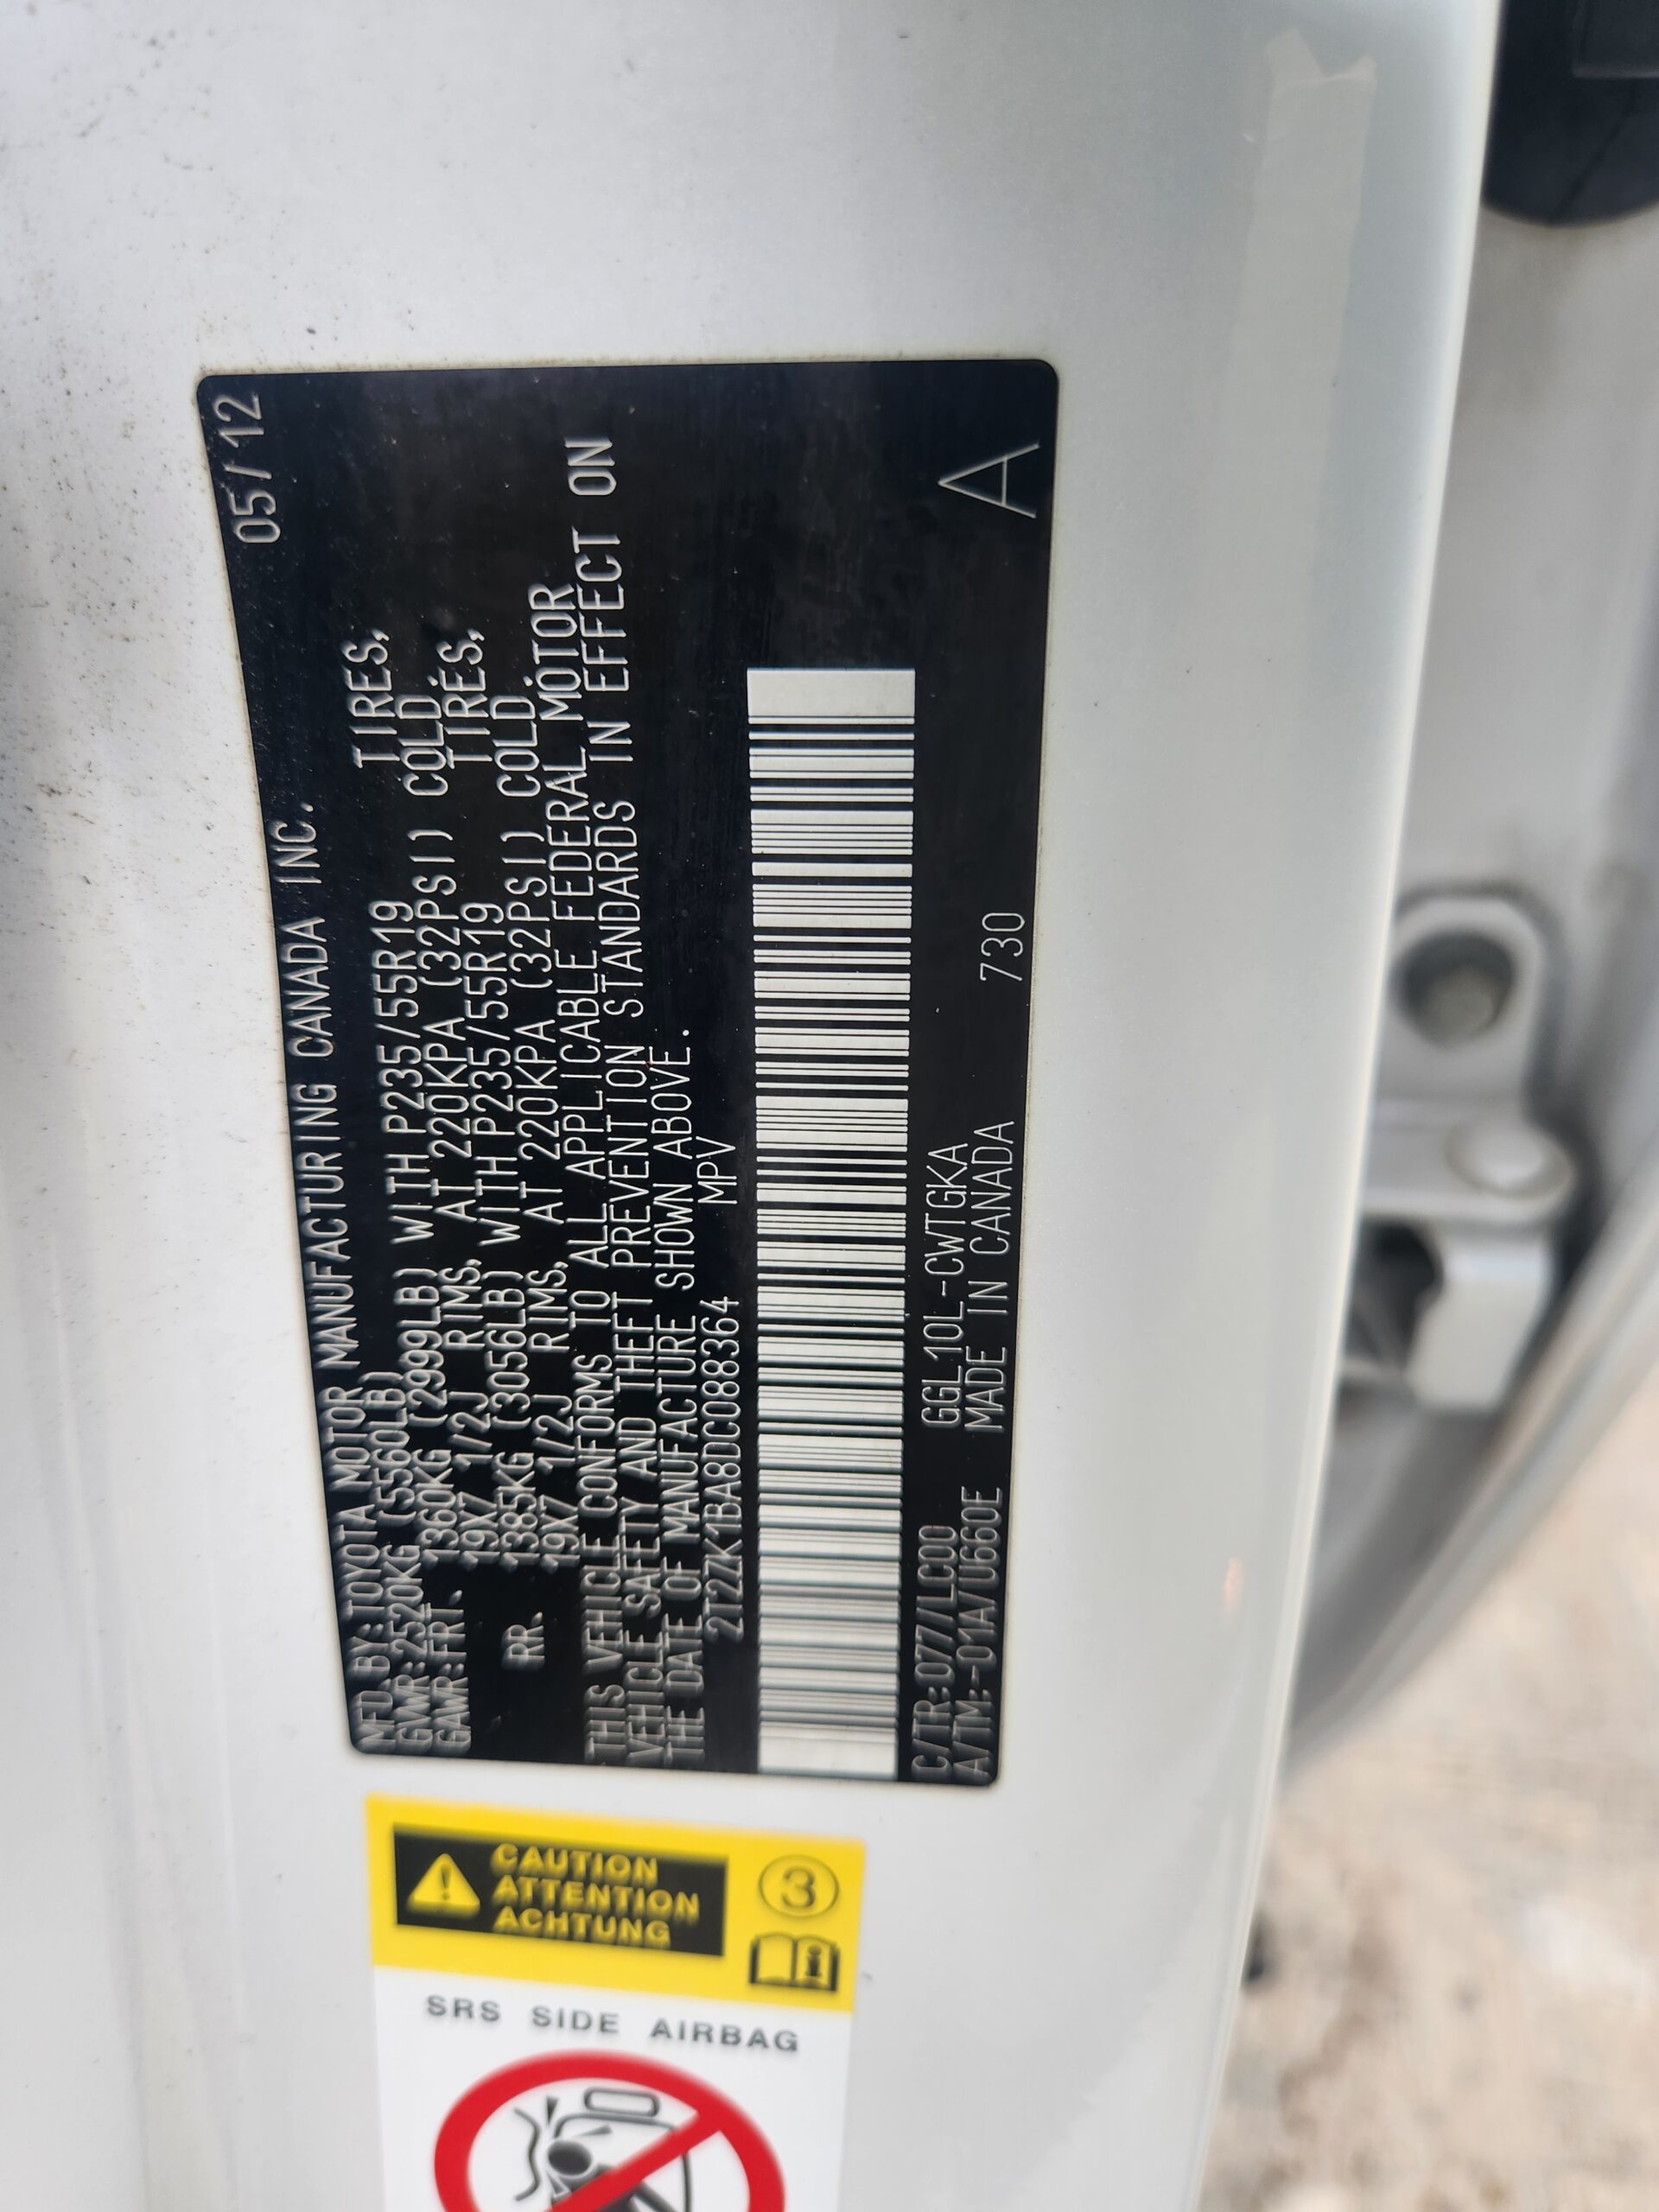 MFD.BY:TOYOTA MOTOR MANUFACTURING CANADA INC. 05/12
GVWR:2520KG (5560LB)
GAWR:FRT. 1360KG (2999LB) WITH P235/55R19 TIRES,
19X7 1/2J RIMS, AT 220KPA (32PSI) COLD.
RR. 1385KG (3056LB) WITH P235/55R19 TIRES,
19X7 1/2J RIMS, AT 220KPA (32PSI) COLD.
THIS VEHICLE CONFORMS TO ALL APPLICABLE FEDERAL MOTOR
VEHICLE SAFETY AND THEFT PREVENTION STANDARDS IN EFFECT ON
THE DATE OF MANUFACTURE SHOWN ABOVE.
2T2ZK1BA8DC088364 MPV
C/TR:077/LC00 GGL10L-CWTGKA 730 A
A/TM:-01A/U660E MADE IN CANADA
CAUTION
ATTENTION
ACHTUNG
3
SRS SIDE AIRBAG